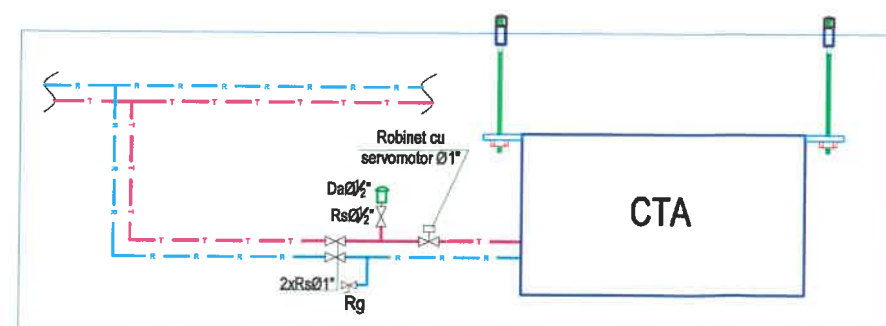 R R R R R R R
T T T T T T T
R
T
R
T
Robinet cu
servomotor Ø1"
DaØ½"
RsØ½"
CTA
T T T T T
R R R R R
2xRsØ1"
Rg